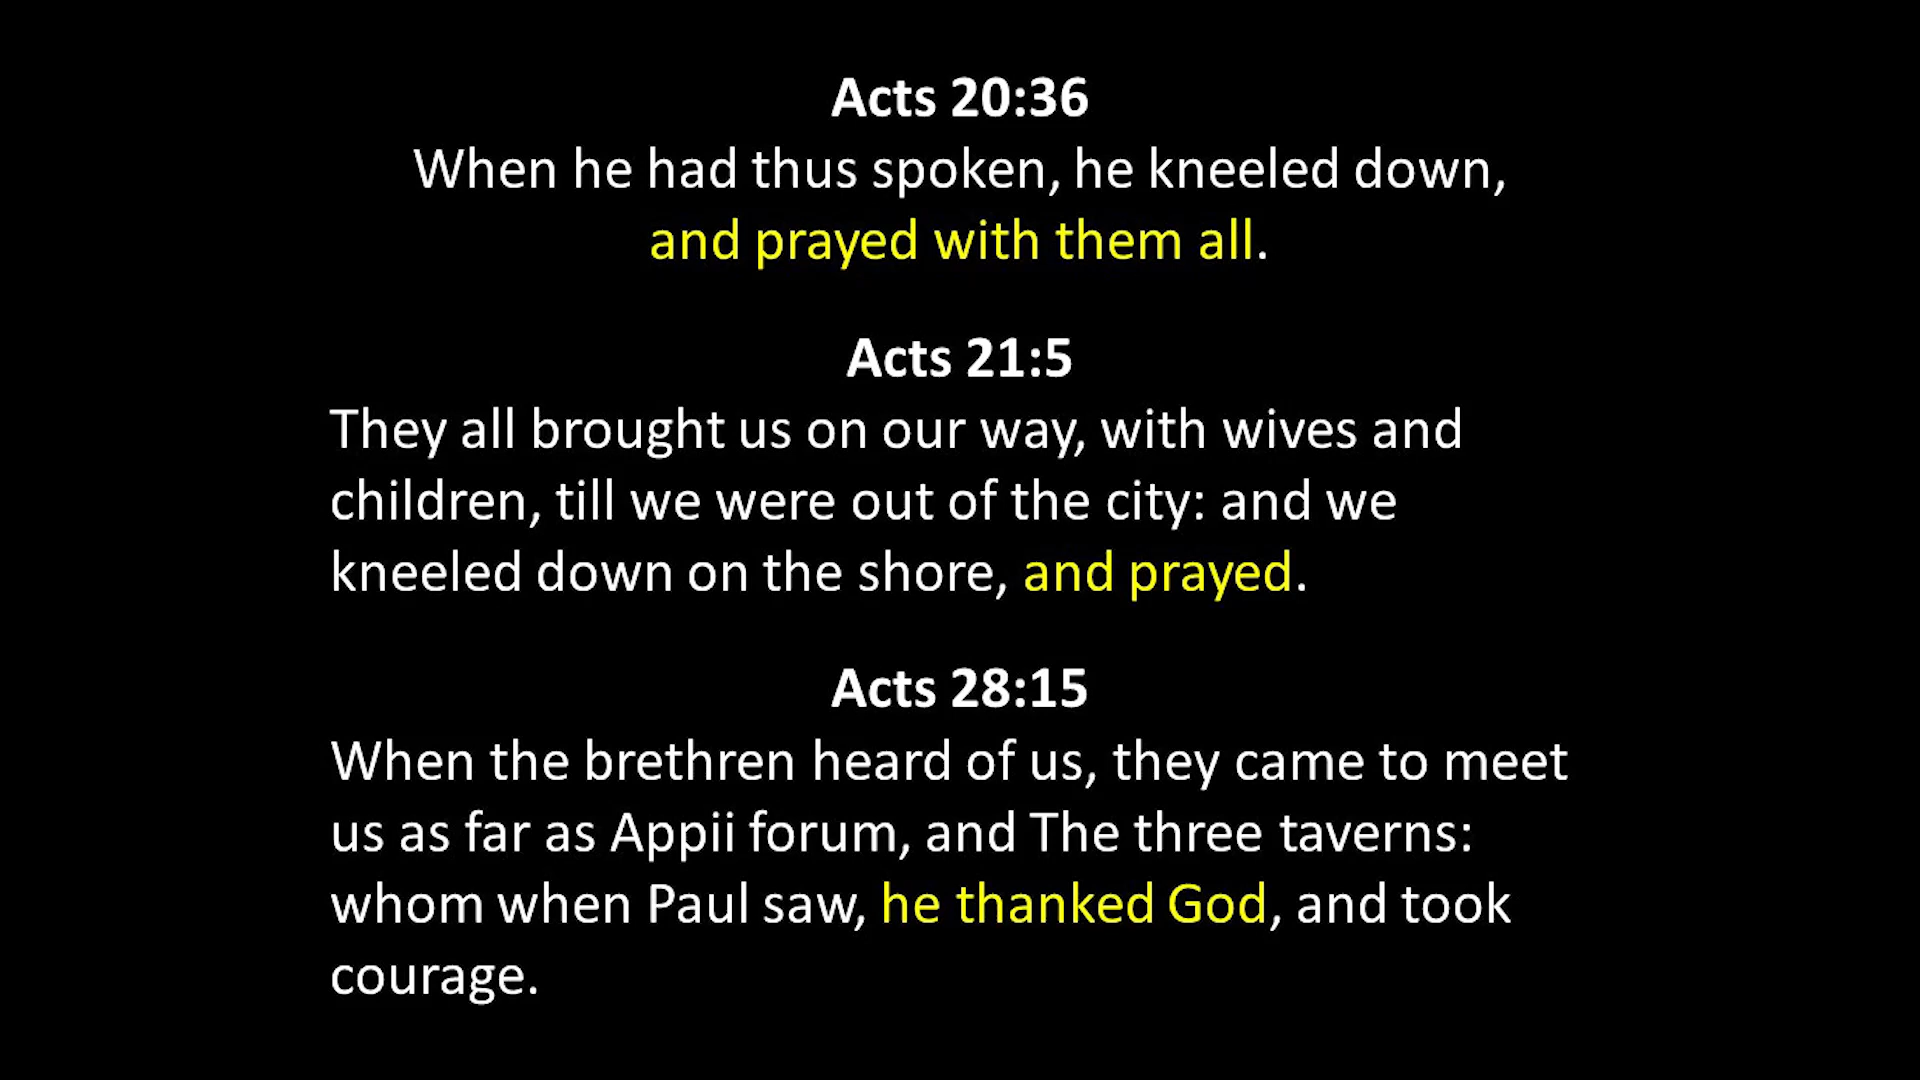 Acts 20:36
When he had thus spoken, he kneeled down,
and prayed with them all.
Acts 21:5
They all brought us on our way, with wives and
children, till we were out of the city: and we
kneeled down on the shore, and prayed.
Acts 28:15
When the brethren heard of us, they came to meet
us as far as Appii forum, and The three taverns:
whom when Paul saw, he thanked God, and took
courage.